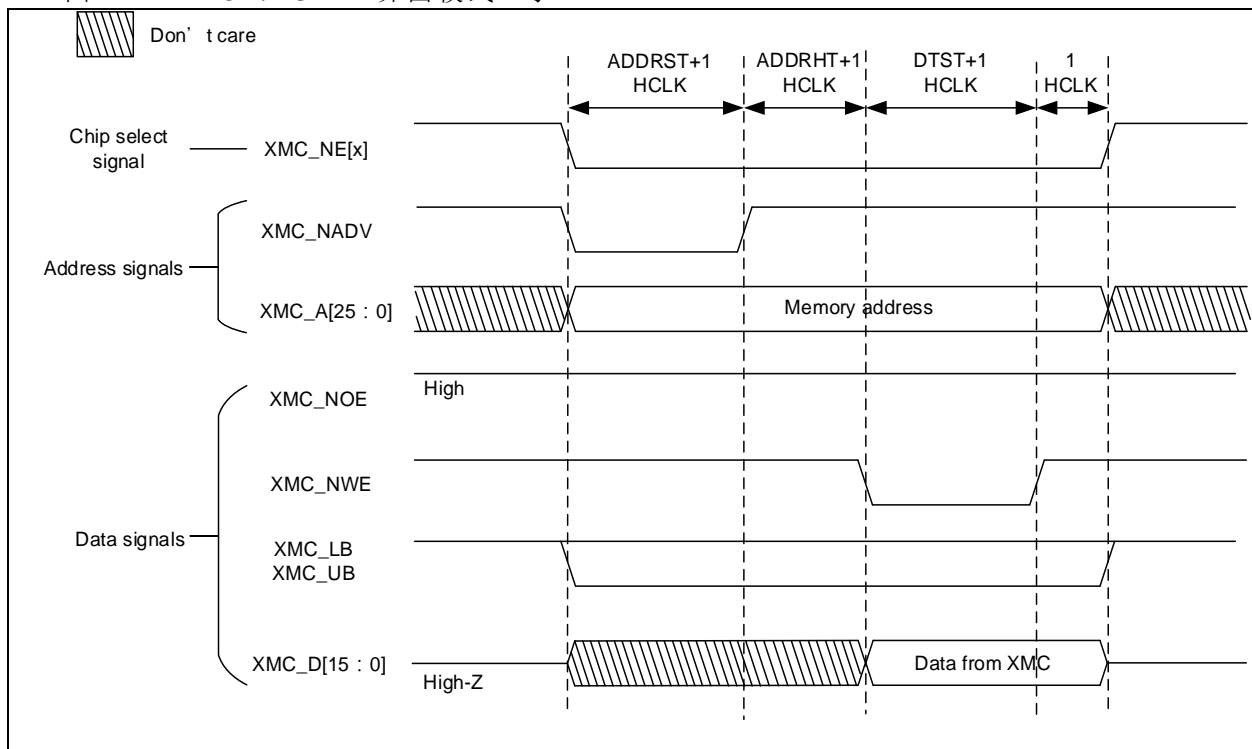 Don’t care
ADDRST+1 HCLK
ADDRHT+1 HCLK
DTST+1 HCLK
1 HCLK
Chip select signal
XMC_NE[x]
XMC_NADV
Address signals
XMC_A[25：0]
Memory address
XMC_NOE
High
XMC_NWE
Data signals
XMC_LB
XMC_UB
XMC_D[15：0]
High-Z
Data from XMC